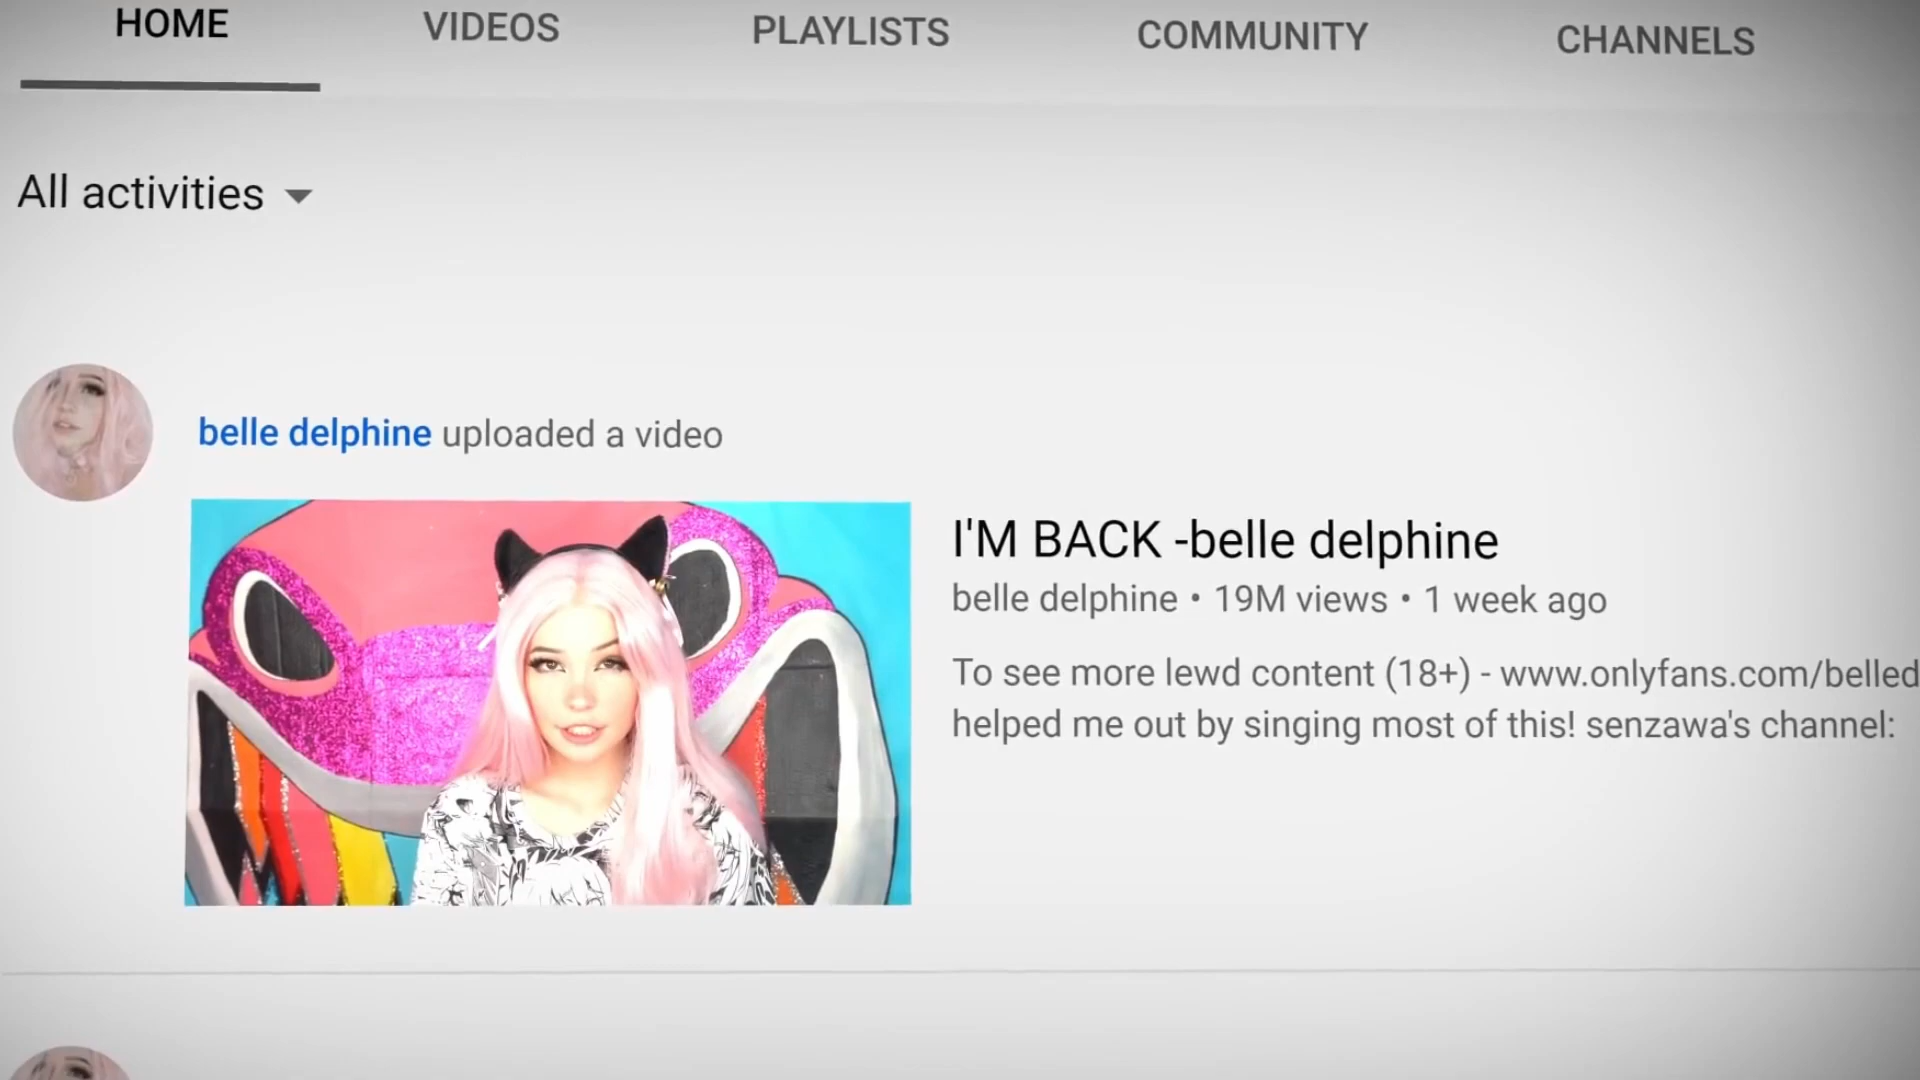 HOME VIDEOS PLAYLISTS COMMUNITY CHANNELS
All activities
belle delphine uploaded a video
I'M BACK -belle delphine
belle delphine • 19M views • 1 week ago
To see more lewd content (18+) - www.onlyfans.com/belled
helped me out by singing most of this! senzawa's channel: